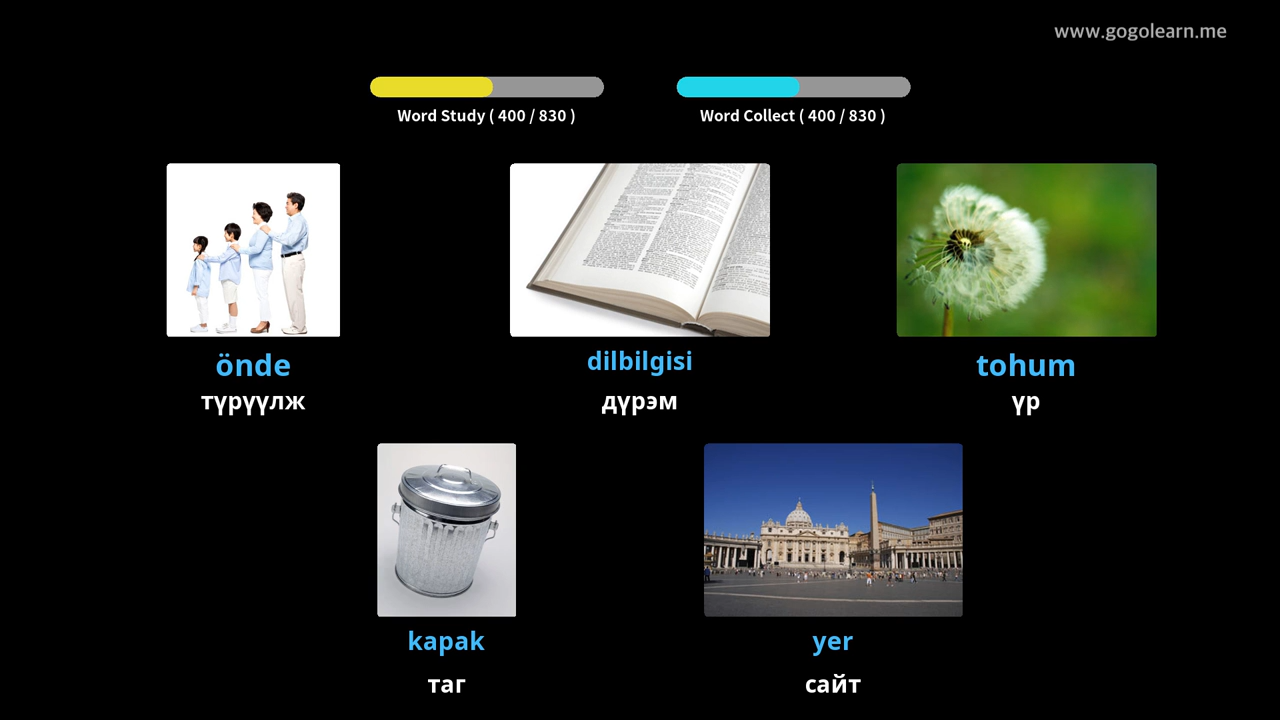 www.gogolearn.me
Word Study ( 400 / 830 )
Word Collect ( 400 / 830 )
önde
түрүүлж
dilbilgisi
дүрэм
tohum
үр
kapak
таг
yer
сайт